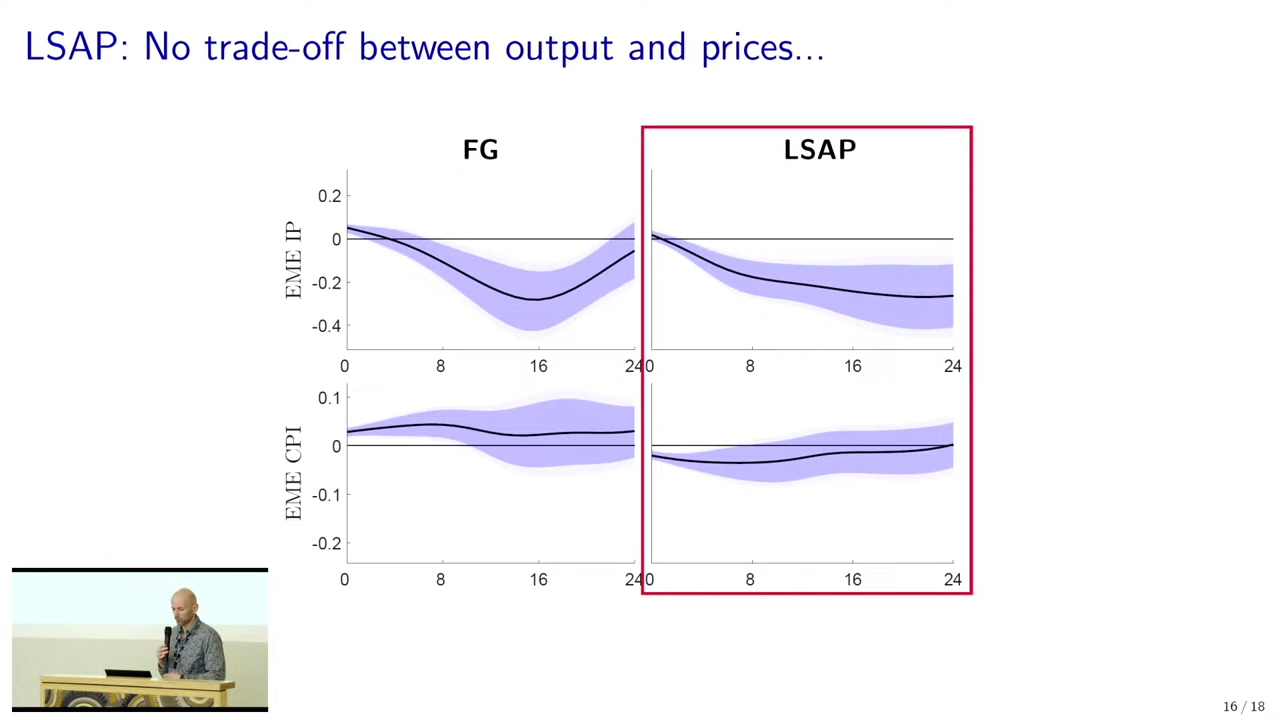 LSAP: No trade-off between output and prices...
FG
LSAP
EME IP
0.2
0
-0.2
-0.4
0 8 16 24
0 8 16 24
EME CPI
0.1
0
-0.1
-0.2
0 8 16 24
0 8 16 24
16 / 18